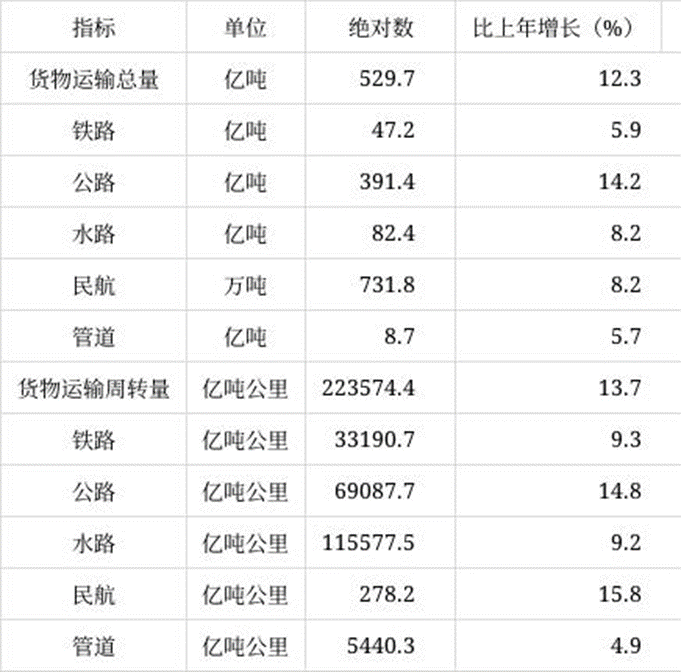 指标 单位 绝对数 比上年增长（%）
货物运输总量 亿吨 529.7 12.3
铁路 亿吨 47.2 5.9
公路 亿吨 391.4 14.2
水路 亿吨 82.4 8.2
民航 万吨 731.8 8.2
管道 亿吨 8.7 5.7
货物运输周转量 亿吨公里 223574.4 13.7
铁路 亿吨公里 33190.7 9.3
公路 亿吨公里 69087.7 14.8
水路 亿吨公里 115577.5 9.2
民航 亿吨公里 278.2 15.8
管道 亿吨公里 5440.3 4.9